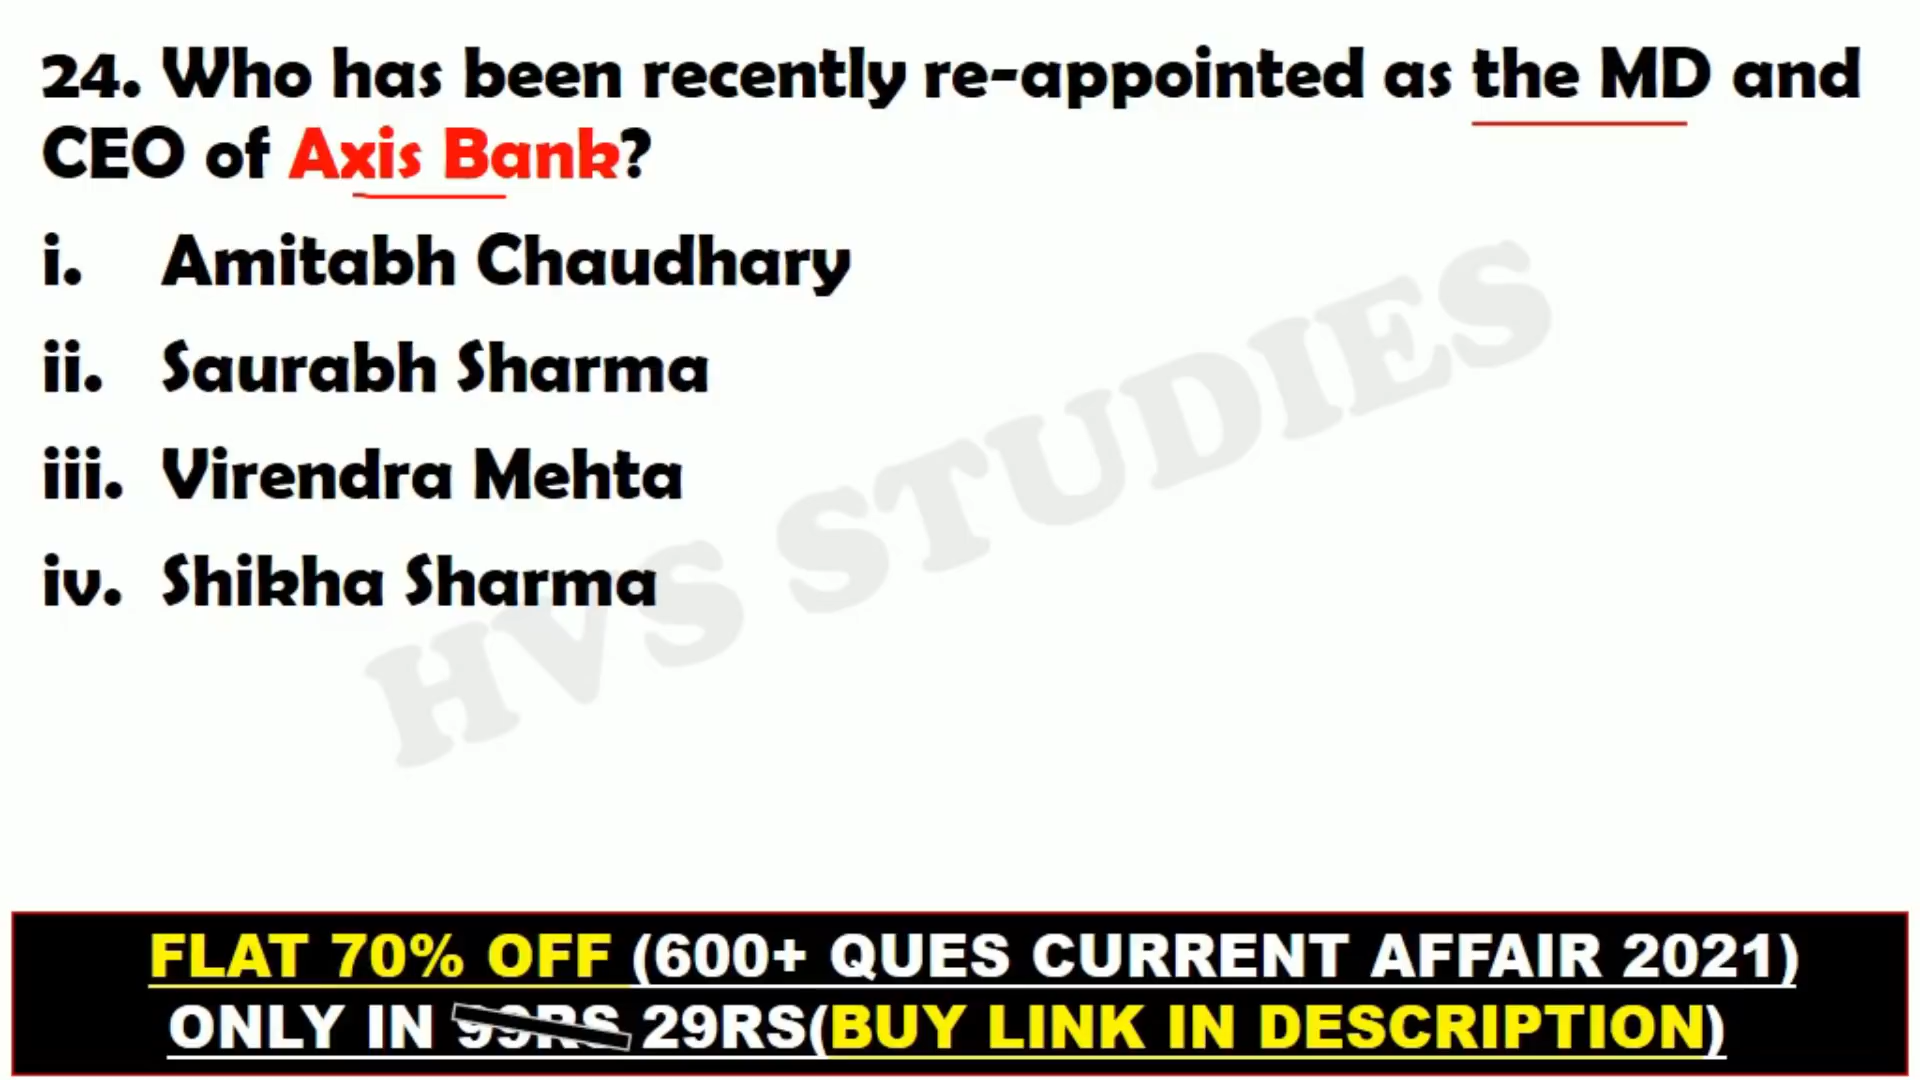 24. Who has been recently re-appointed as the MD and
CEO of Axis Bank?
i. Amitabh Chaudhary
ii. Saurabh Sharma
iii. Virendra Mehta
iv. Shikha Sharma
HVS STUDIES
FLAT 70% OFF (600+ QUES CURRENT AFFAIR 2021)
ONLY IN 99RS 29RS(BUY LINK IN DESCRIPTION)